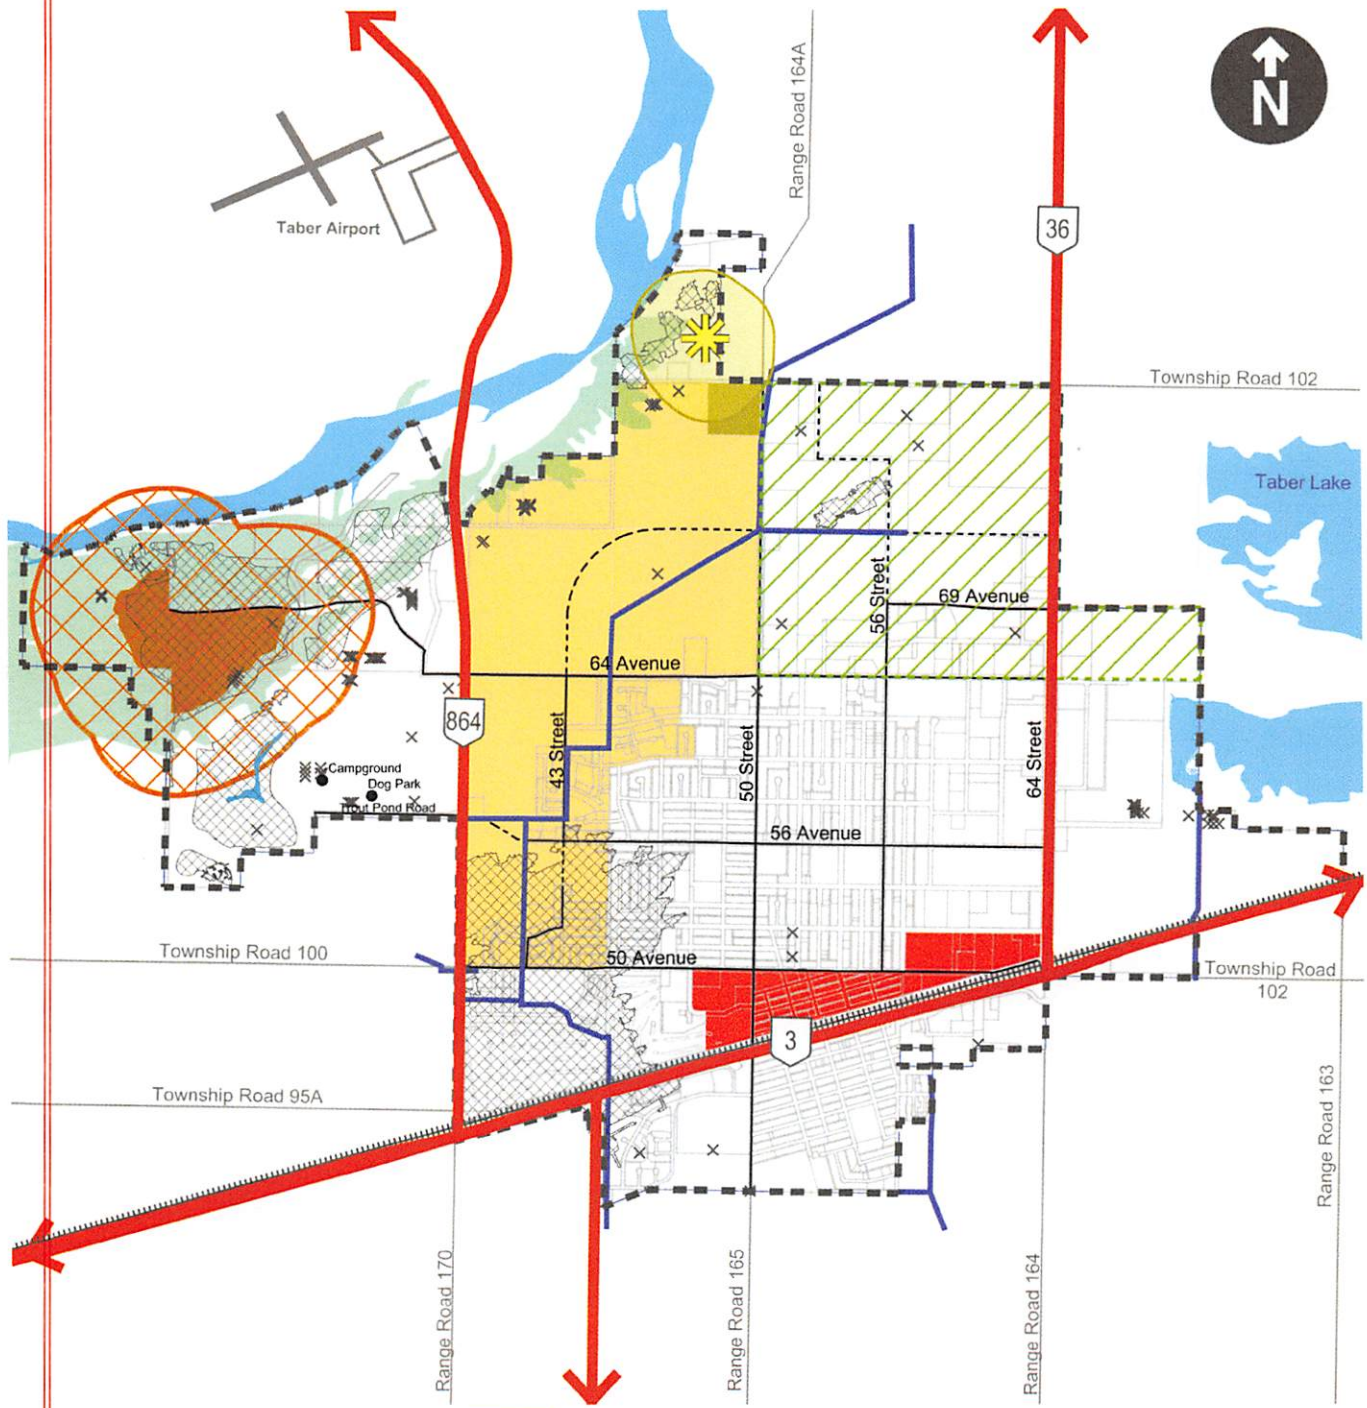 N
Range Road 164A
Taber Airport
36
Township Road 102
Taber Lake
56 Street
69 Avenue
64 Avenue
864
43 Street
50 Street
64 Street
Campground
Dog Park
Trout Pond Road
56 Avenue
Township Road 100
50 Avenue
Township Road
102
3
Township Road 95A
Range Road 163
Range Road 170
Range Road 165
Range Road 164